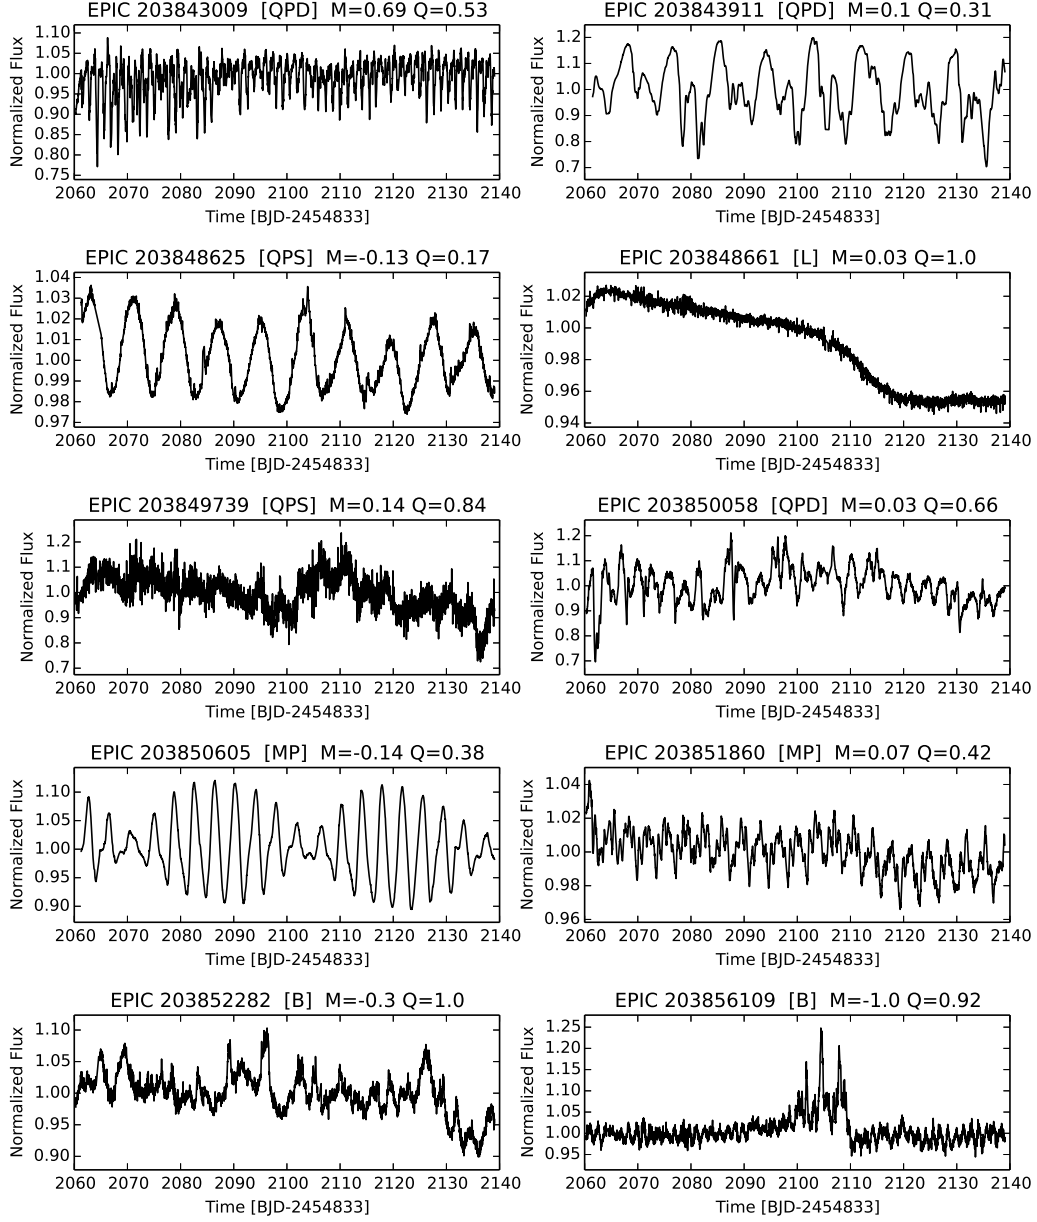 EPIC 203843009 [QPD] M=0.69 Q=0.53
Normalized Flux
1.10
1.05
1.00
0.95
0.90
0.85
0.80
0.75
2060 2070 2080 2090 2100 2110 2120 2130 2140
Time [BJD-2454833]
EPIC 203843911 [QPD] M=0.1 Q=0.31
Normalized Flux
1.2
1.1
1.0
0.9
0.8
0.7
2060 2070 2080 2090 2100 2110 2120 2130 2140
Time [BJD-2454833]
EPIC 203848625 [QPS] M=-0.13 Q=0.17
Normalized Flux
1.04
1.03
1.02
1.01
1.00
0.99
0.98
0.97
2060 2070 2080 2090 2100 2110 2120 2130 2140
Time [BJD-2454833]
EPIC 203848661 [L] M=0.03 Q=1.0
Normalized Flux
1.02
1.00
0.98
0.96
0.94
2060 2070 2080 2090 2100 2110 2120 2130 2140
Time [BJD-2454833]
EPIC 203849739 [QPS] M=0.14 Q=0.84
Normalized Flux
1.2
1.1
1.0
0.9
0.8
0.7
2060 2070 2080 2090 2100 2110 2120 2130 2140
Time [BJD-2454833]
EPIC 203850058 [QPD] M=0.03 Q=0.66
Normalized Flux
1.2
1.1
1.0
0.9
0.8
0.7
2060 2070 2080 2090 2100 2110 2120 2130 2140
Time [BJD-2454833]
EPIC 203850605 [MP] M=-0.14 Q=0.38
Normalized Flux
1.10
1.05
1.00
0.95
0.90
2060 2070 2080 2090 2100 2110 2120 2130 2140
Time [BJD-2454833]
EPIC 203851860 [MP] M=0.07 Q=0.42
Normalized Flux
1.04
1.02
1.00
0.98
0.96
2060 2070 2080 2090 2100 2110 2120 2130 2140
Time [BJD-2454833]
EPIC 203852282 [B] M=-0.3 Q=1.0
Normalized Flux
1.10
1.05
1.00
0.95
0.90
2060 2070 2080 2090 2100 2110 2120 2130 2140
Time [BJD-2454833]
EPIC 203856109 [B] M=-1.0 Q=0.92
Normalized Flux
1.25
1.20
1.15
1.10
1.05
1.00
0.95
2060 2070 2080 2090 2100 2110 2120 2130 2140
Time [BJD-2454833]